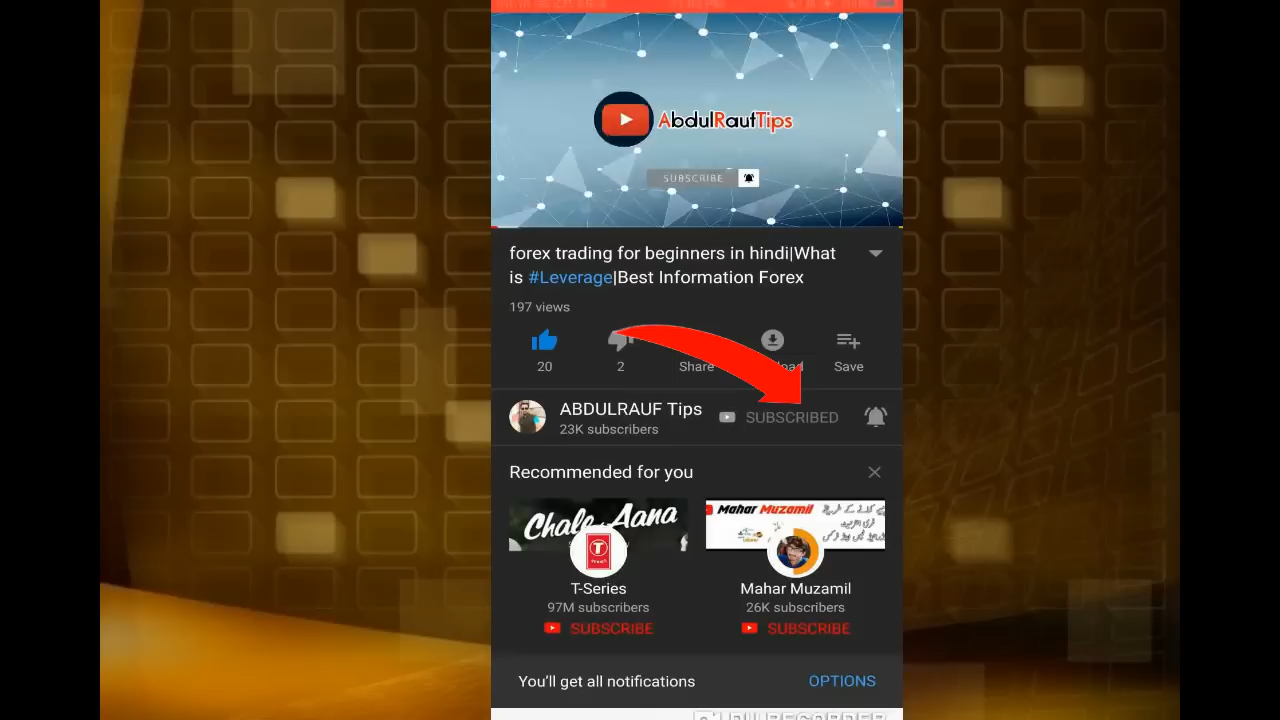 AbdulRaufTips
SUBSCRIBE
forex trading for beginners in hindi|What
is #Leverage|Best Information Forex
197 views
20
2
Share
Save
ABDULRAUF Tips
SUBSCRIBED
23K subscribers
Recommended for you
Chale Aana
Mahar Muzamil
T-Series
Mahar Muzamil
97M subscribers
26K subscribers
SUBSCRIBE
SUBSCRIBE
You'll get all notifications
OPTIONS